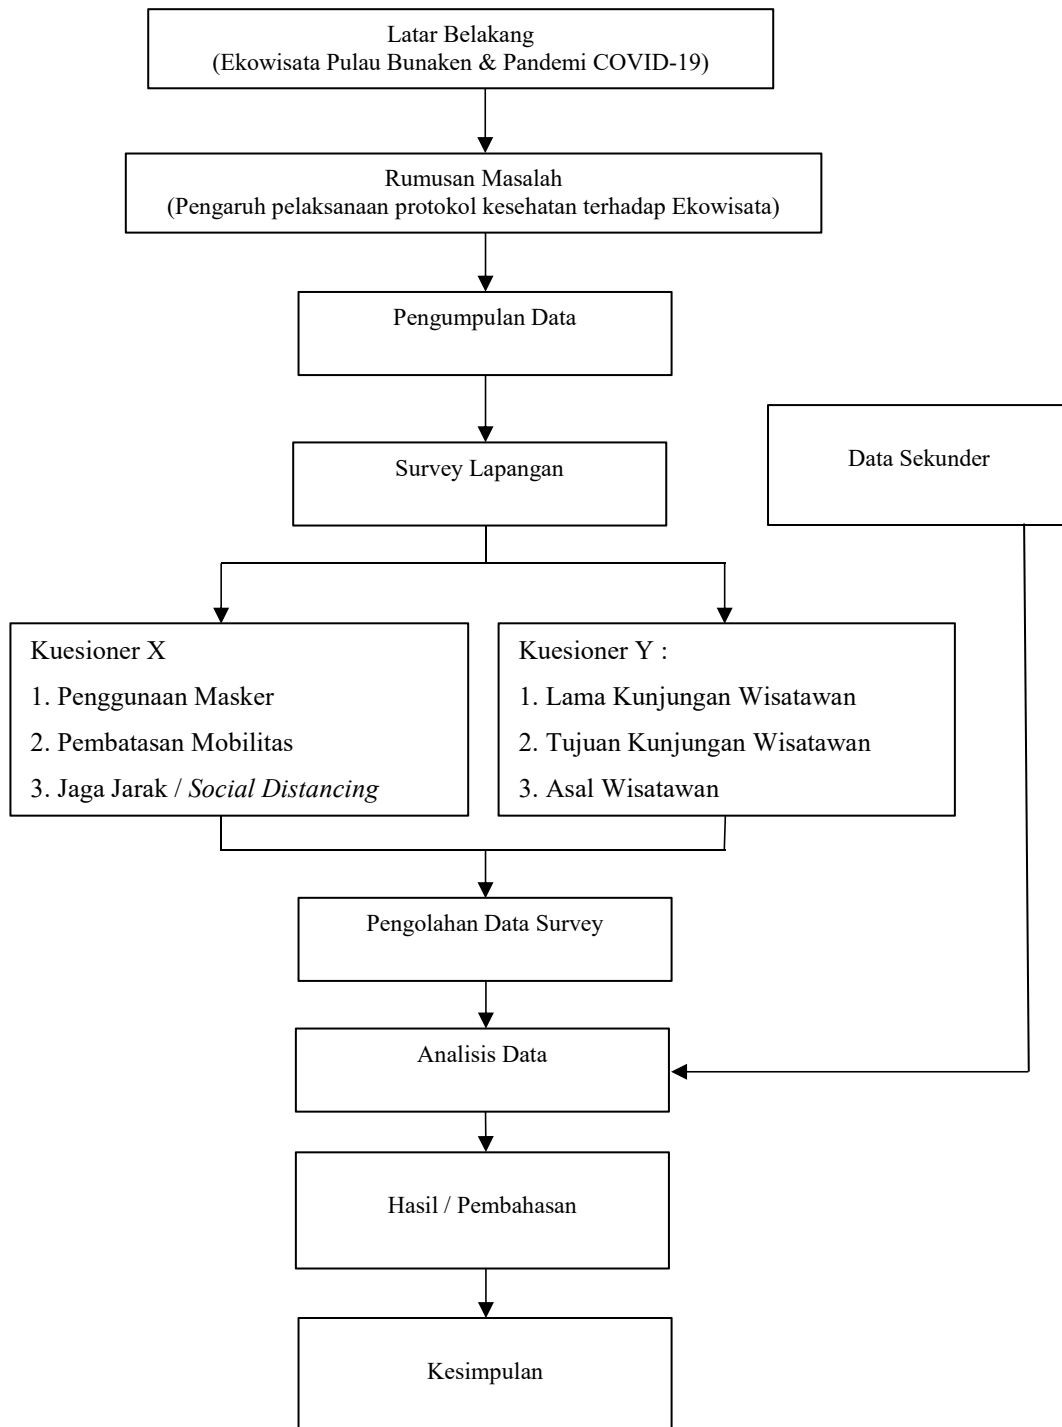 Latar Belakang
(Ekowisata Pulau Bunaken & Pandemi COVID-19)
Rumusan Masalah
(Pengaruh pelaksanaan protokol kesehatan terhadap Ekowisata)
Pengumpulan Data
Survey Lapangan
Data Sekunder
Kuesioner X
1. Penggunaan Masker
2. Pembatasan Mobilitas
3. Jaga Jarak / Social Distancing
Kuesioner Y :
1. Lama Kunjungan Wisatawan
2. Tujuan Kunjungan Wisatawan
3. Asal Wisatawan
Pengolahan Data Survey
Analisis Data
Hasil / Pembahasan
Kesimpulan